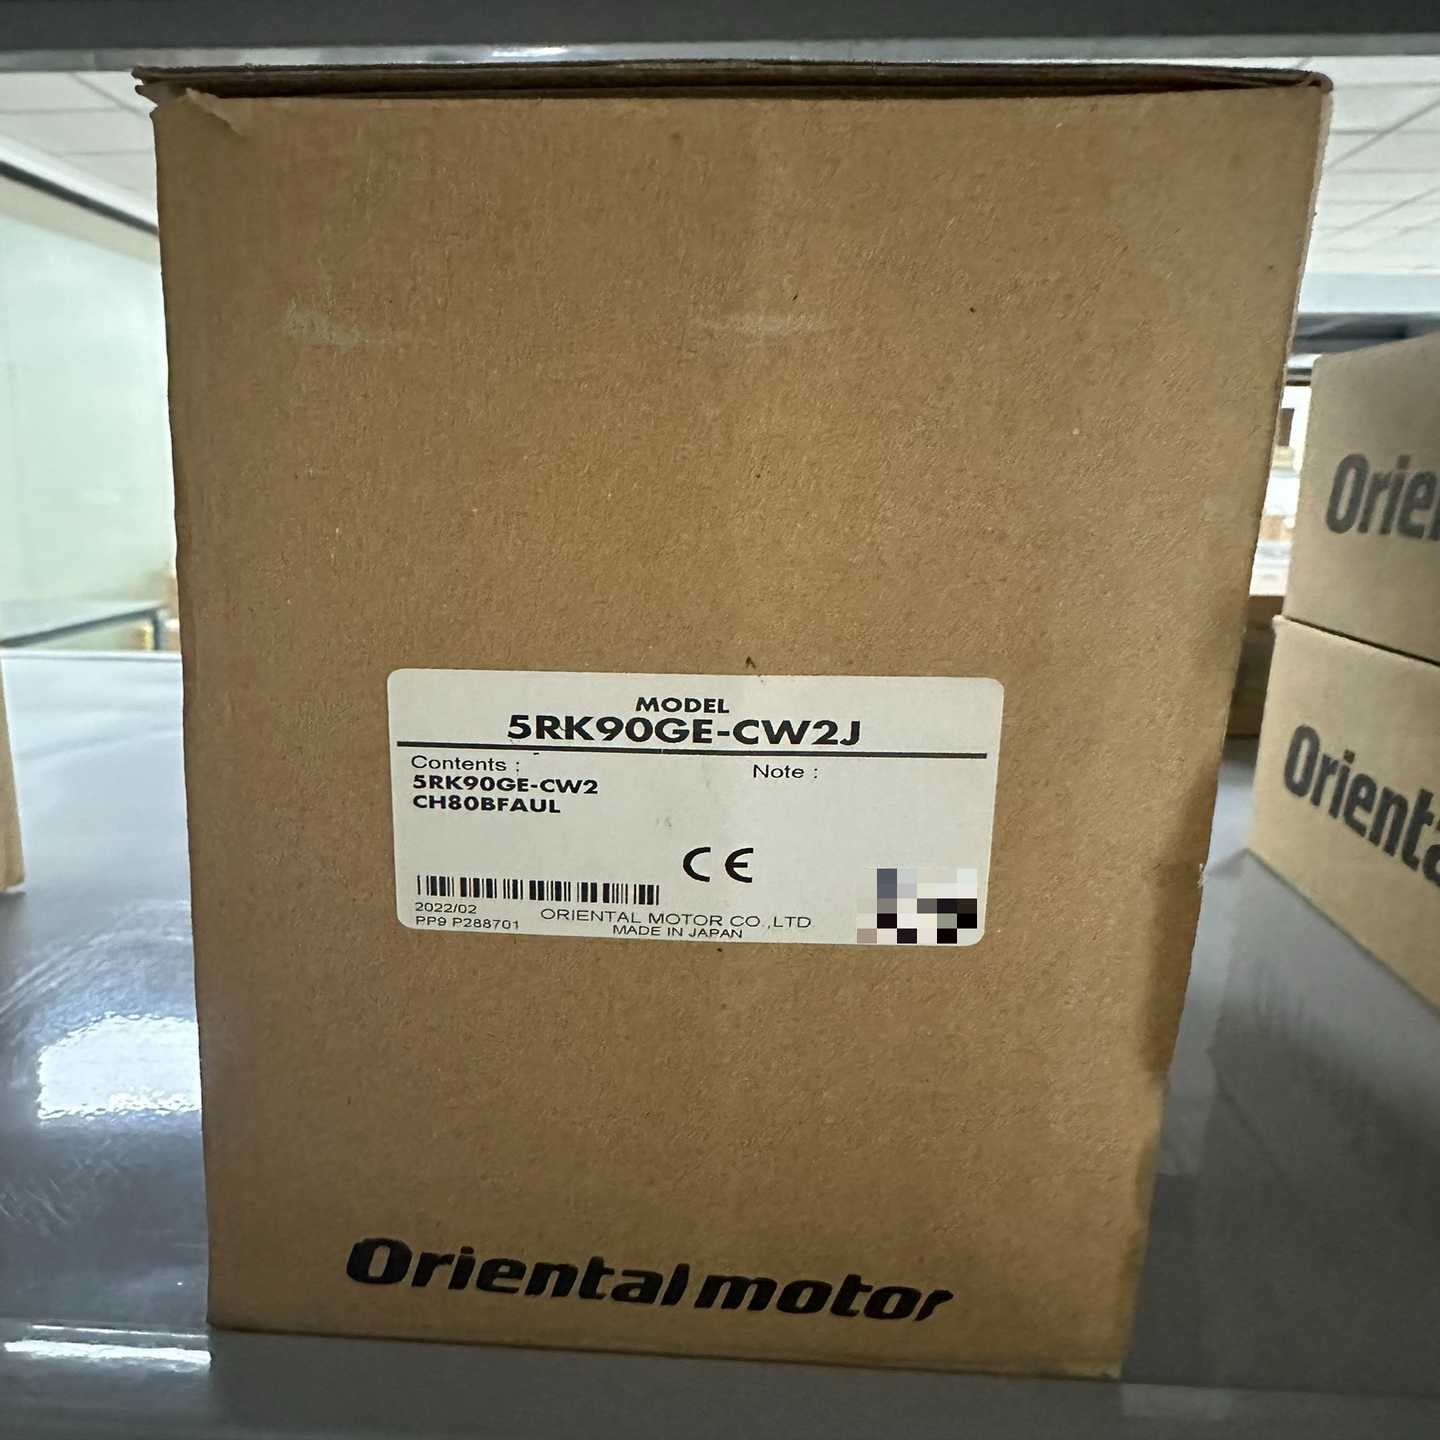 MODEL
5RK90GE-CW2J
Contents :
Note :
5RK90GE-CW2
CH80BFAUL
CE
2022/02
PP9 P288701
ORIENTAL MOTOR CO.,LTD
MADE IN JAPAN
Orientalmotor
Orie
Orienta